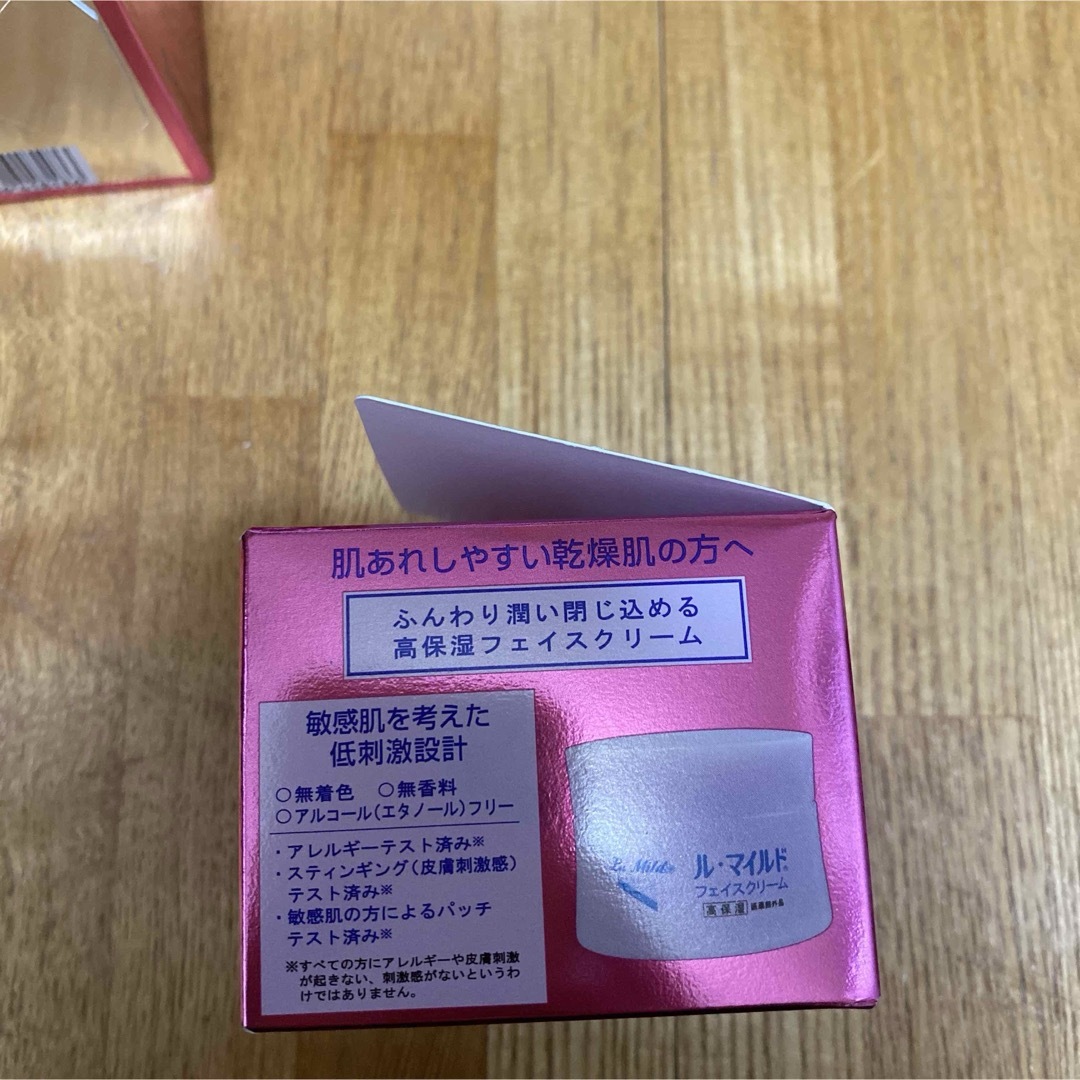 肌あれしやすい乾燥肌の方へ
ふんわり潤い閉じ込める
高保湿フェイスクリーム
敏感肌を考えた
低刺激設計
○無着色 ○無香料
○アルコール(エタノール)フリー
・アレルギーテスト済み※
・スティンギング(皮膚刺激感)
テスト済み※
・敏感肌の方によるパッチ
テスト済み※
※すべての方にアレルギーや皮膚刺激
が起きない、刺激感がないというわ
けではありません。
ル・マイルド®
フェイスクリーム
高保湿 医薬部外品